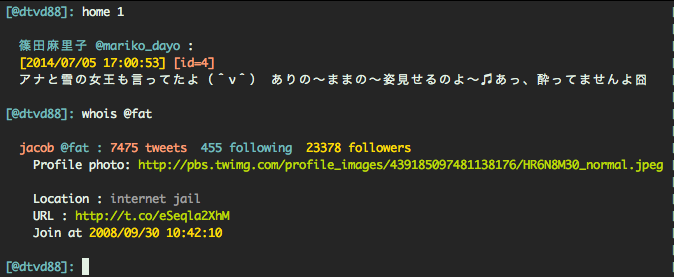 [@dtvd88]: home 1
篠田麻里子 @mariko_dayo :
[2014/07/05 17:00:53] [id=4]
アナと雪の女王も言ってたよ（＾ν＾） ありの〜ままの〜姿見せるのよ〜♫あっ、酔ってませんよ囧
[@dtvd88]: whois @fat
jacob @fat : 7475 tweets 455 following 23378 followers
Profile photo: http://pbs.twimg.com/profile_images/439185097481138176/HR6N8M30_normal.jpeg
Location : internet jail
URL : http://t.co/eSeqla2XhM
Join at 2008/09/30 10:42:10
[@dtvd88]: